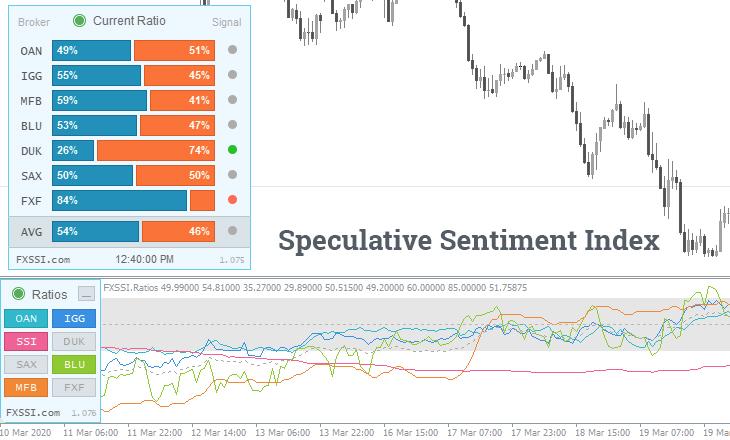 Broker Current Ratio Signal
OAN 49% 51%
IGG 55% 45%
MFB 59% 41%
BLU 53% 47%
DUK 26% 74%
SAX 50% 50%
FXF 84%
AVG 54% 46%
FXSSI.com 12:40:00 PM 1.075
Speculative Sentiment Index
FXSSI.Ratios 49.99000 54.81000 35.27000 29.89000 50.51500 49.20000 60.00000 85.00000 51.75875
Ratios
OAN IGG
SSI DUK
SAX BLU
MFB FXF
FXSSI.com 1.076
10 Mar 2020 11 Mar 06:00 11 Mar 22:00 12 Mar 14:00 13 Mar 06:00 13 Mar 22:00 16 Mar 15:00 17 Mar 07:00 17 Mar 23:00 18 Mar 15:00 19 Mar 07:00 19 Mar